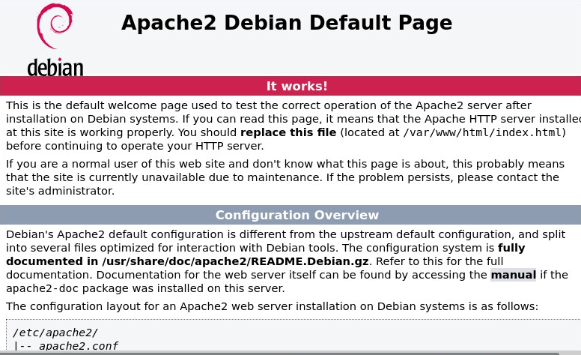 Apache2 Debian Default Page
debian
It works!
This is the default welcome page used to test the correct operation of the Apache2 server after
installation on Debian systems. If you can read this page, it means that the Apache HTTP server installed
at this site is working properly. You should replace this file (located at /var/www/html/index.html)
before continuing to operate your HTTP server.
If you are a normal user of this web site and don't know what this page is about, this probably means
that the site is currently unavailable due to maintenance. If the problem persists, please contact the
site's administrator.
Configuration Overview
Debian's Apache2 default configuration is different from the upstream default configuration, and split
into several files optimized for interaction with Debian tools. The configuration system is fully
documented in /usr/share/doc/apache2/README.Debian.gz. Refer to this for the full
documentation. Documentation for the web server itself can be found by accessing the manual if the
apache2-doc package was installed on this server.
The configuration layout for an Apache2 web server installation on Debian systems is as follows:
/etc/apache2/
|-- apache2.conf